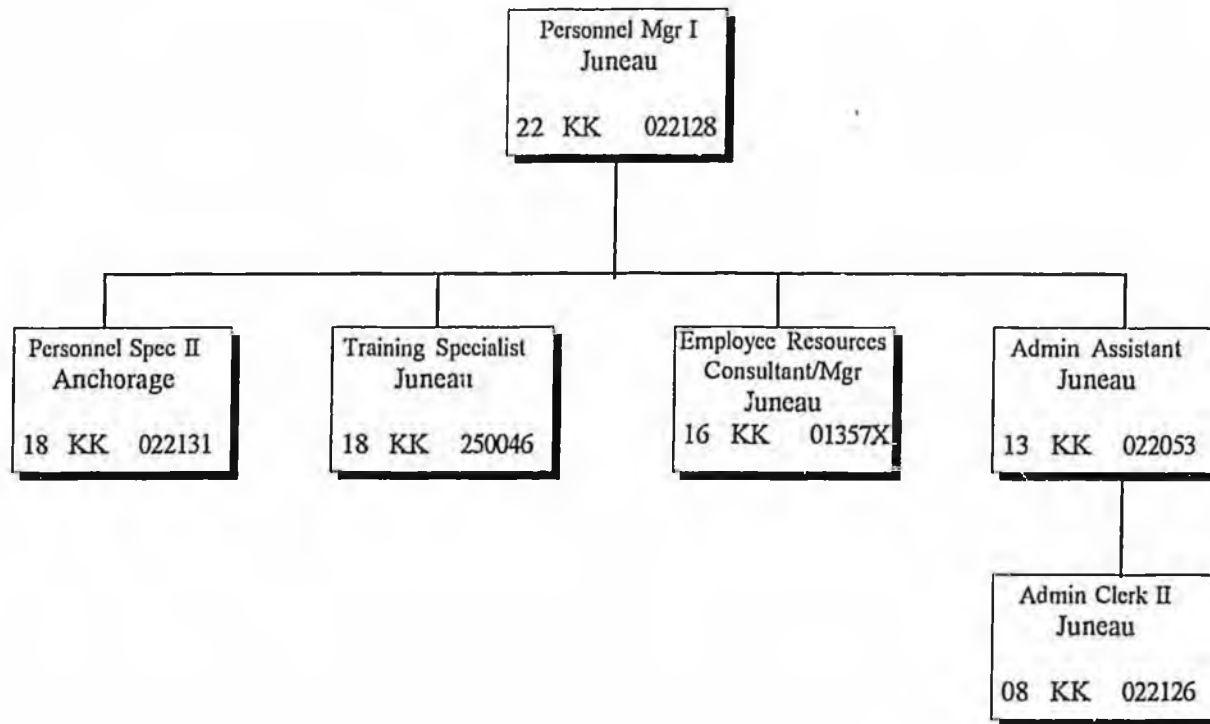 Personnel Mgr I
Juneau
22 KK 022128
Personnel Spec II
Anchorage
18 KK 022131
Training Specialist
Juneau
18 KK 250046
Employee Resources
Consultant/Mgr
Juneau
16 KK 01357X
Admin Assistant
Juneau
13 KK 022053
Admin Clerk II
Juneau
08 KK 022126